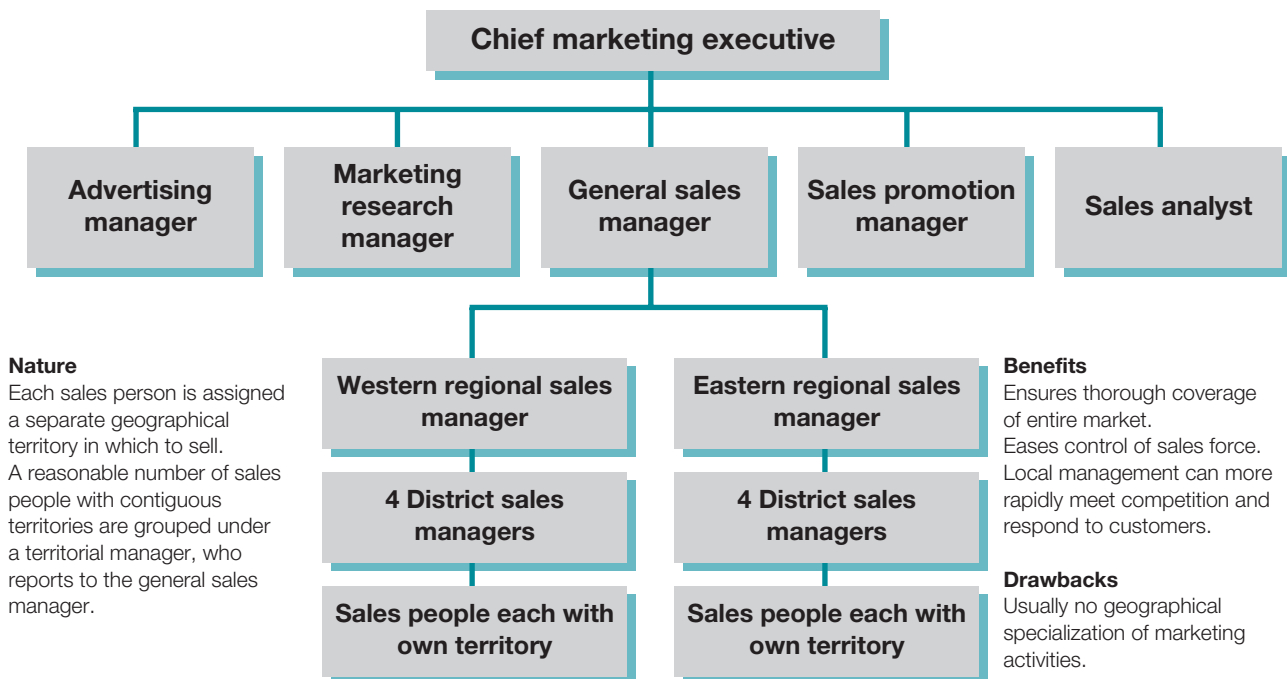 Chief marketing executive
Advertising
manager
Marketing
research
manager
General sales
manager
Sales promotion
manager
Sales analyst
Nature
Each sales person is assigned
a separate geographical
territory in which to sell.
A reasonable number of sales
people with contiguous
territories are grouped under
a territorial manager, who
reports to the general sales
manager.
Western regional sales
manager
4 District sales
managers
Sales people each with
own territory
Eastern regional sales
manager
4 District sales
managers
Sales people each with
own territory
Benefits
Ensures thorough coverage
of entire market.
Eases control of sales force.
Local management can more
rapidly meet competition and
respond to customers.
Drawbacks
Usually no geographical
specialization of marketing
activities.